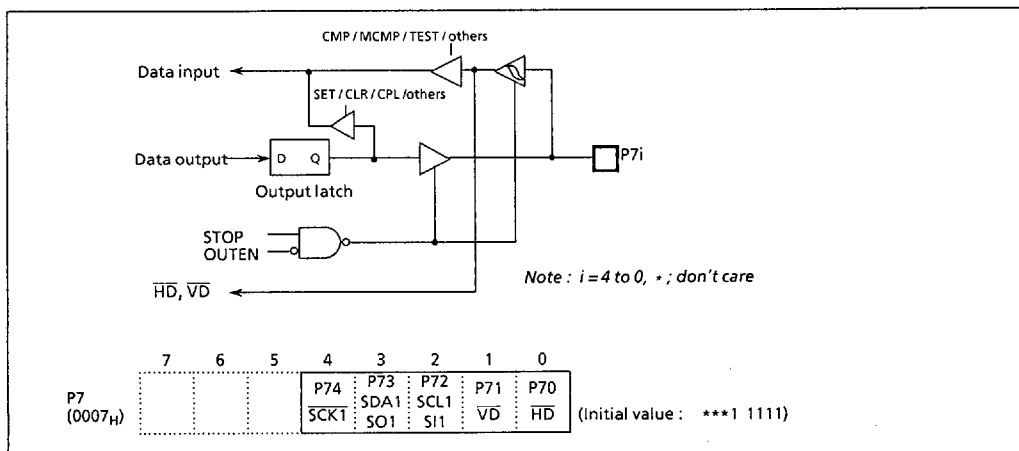 CMP / MCMP / TEST / others
Data input
SET / CLR / CPL /others
Data output
D Q
P7i
Output latch
STOP
OUTEN
Note : i = 4 to 0, * ; don't care
HD, VD
7 6 5 4 3 2 1 0
P7 (0007H)
P74 SCK1
P73 SDA1 SO1
P72 SCL1 SI1
P71 VD
P70 HD
(Initial value : ***1 1111)